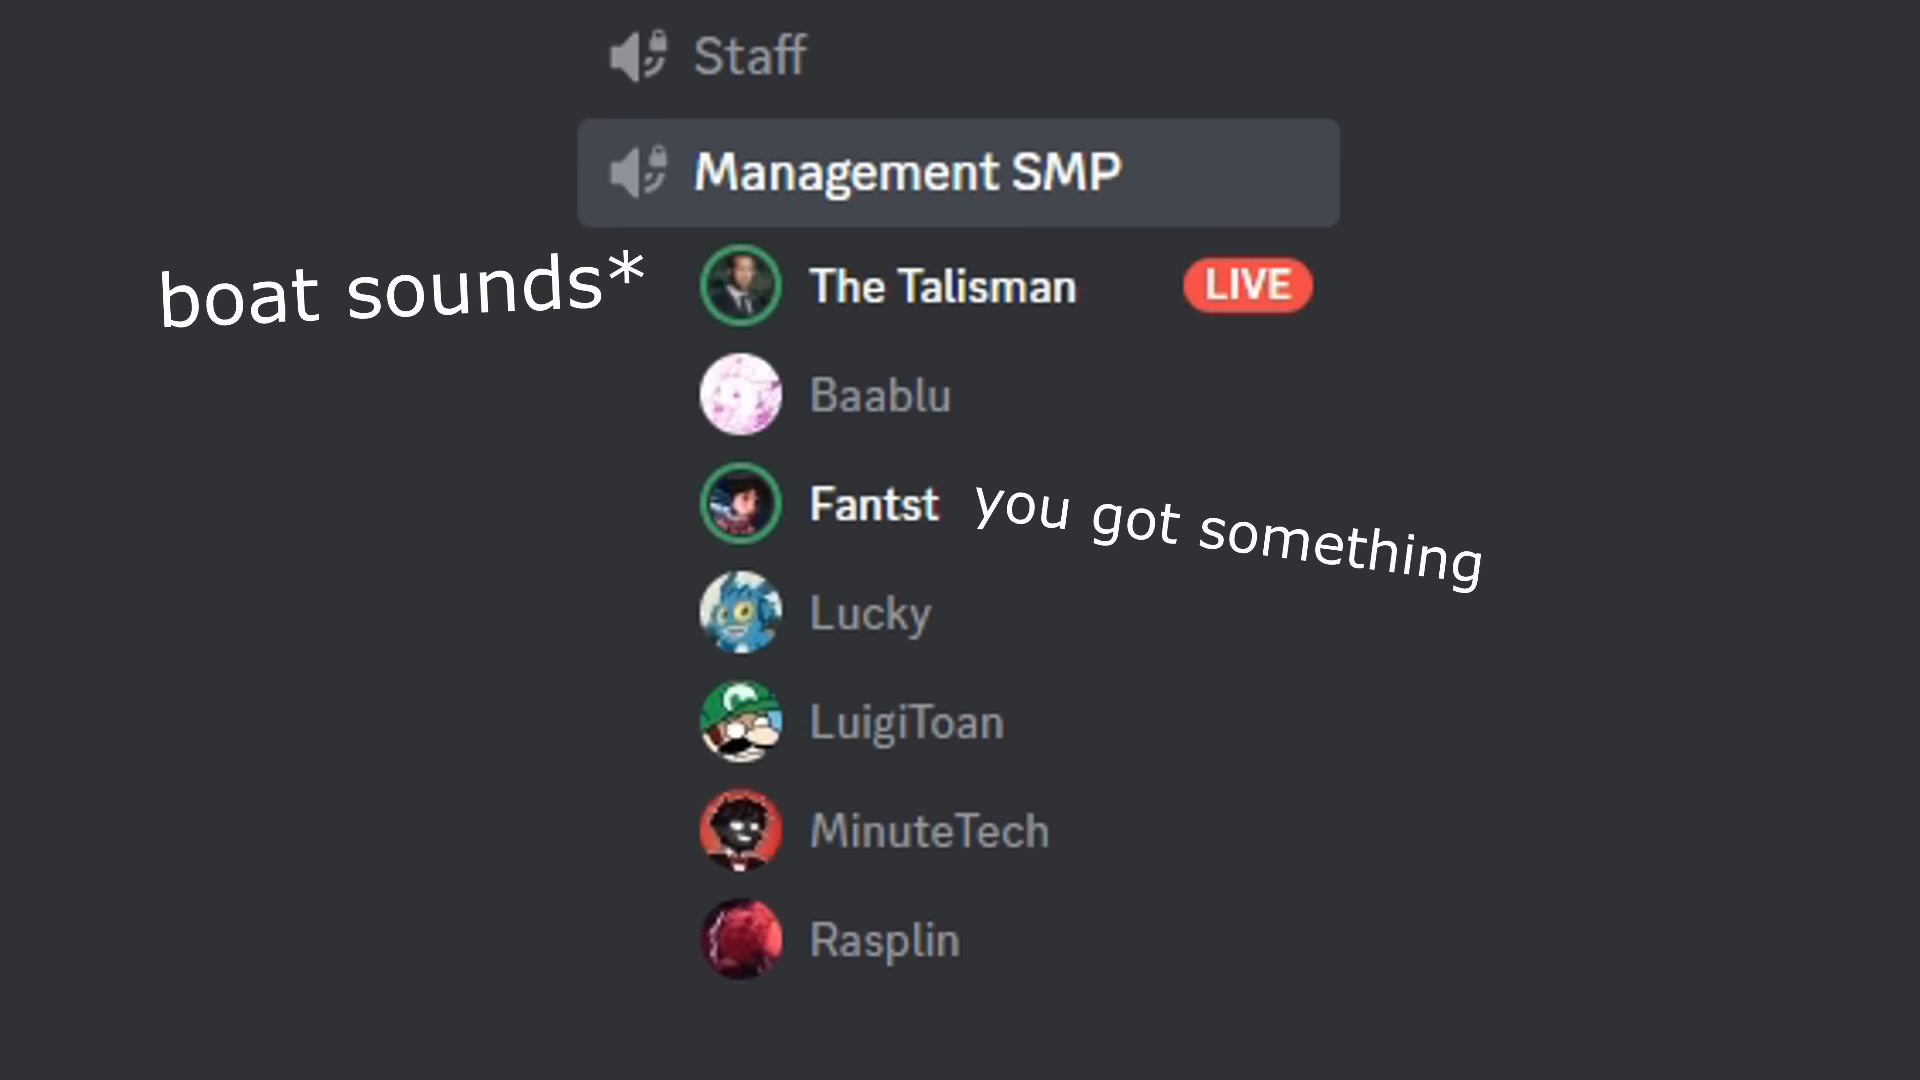 Staff
Management SMP
boat sounds*
The Talisman LIVE
Baablu
Fantst you got something
Lucky
LuigiToan
MinuteTech
Rasplin